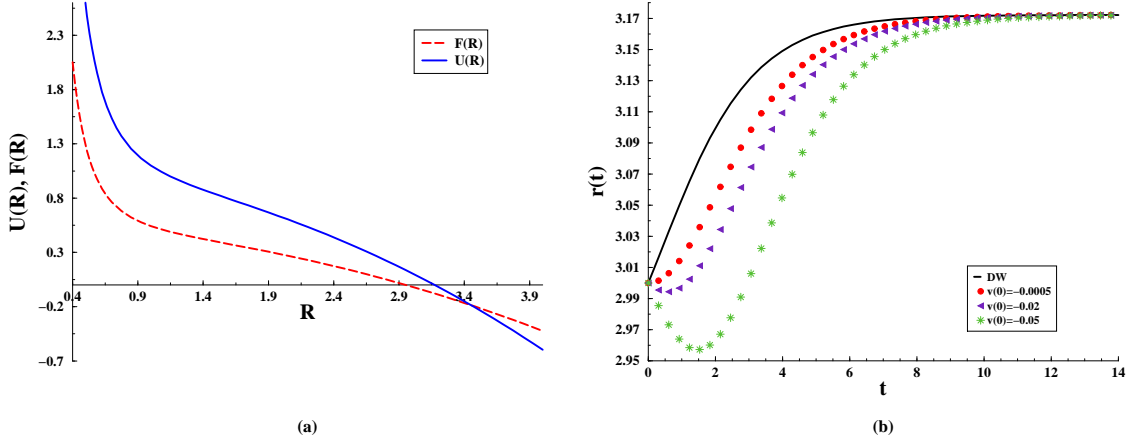 2.3
1.8
1.3
0.8
0.3
−0.2
−0.7
U(R), F(R)
F(R)
U(R)
0.4 0.9 1.4 1.9 2.4 2.9 3.4 3.9
R
(a)
3.17
3.15
3.13
3.11
3.09
3.07
3.05
3.03
3.01
2.99
2.97
2.95
r(t)
DW
v(0)=−0.0005
v(0)=−0.02
v(0)=−0.05
0 2 4 6 8 10 12 14
t
(b)